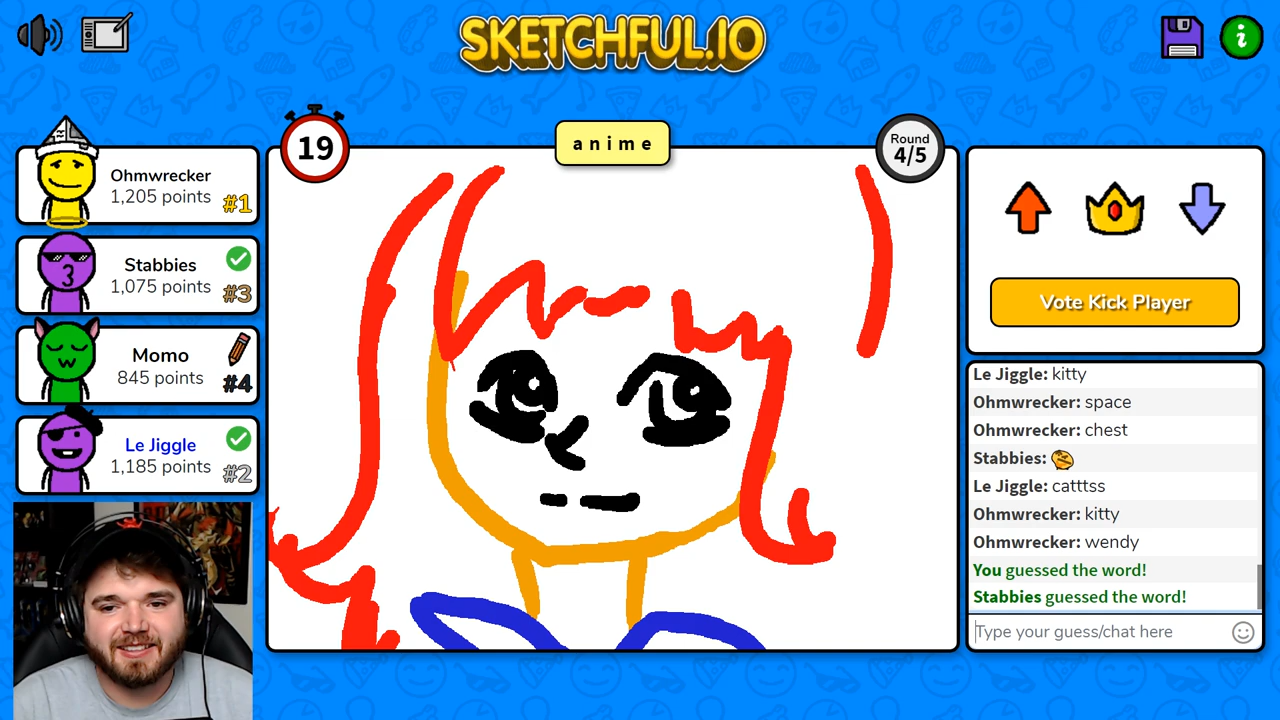 SKETCHFUL.IO
19
anime
Round
4/5
Ohmwrecker
1,205 points
#1
Stabbies
1,075 points
#3
Momo
845 points
#4
Le Jiggle
1,185 points
#2
Vote Kick Player
Le Jiggle: kitty
Ohmwrecker: space
Ohmwrecker: chest
Stabbies:
Le Jiggle: catttss
Ohmwrecker: kitty
Ohmwrecker: wendy
You guessed the word!
Stabbies guessed the word!
Type your guess/chat here